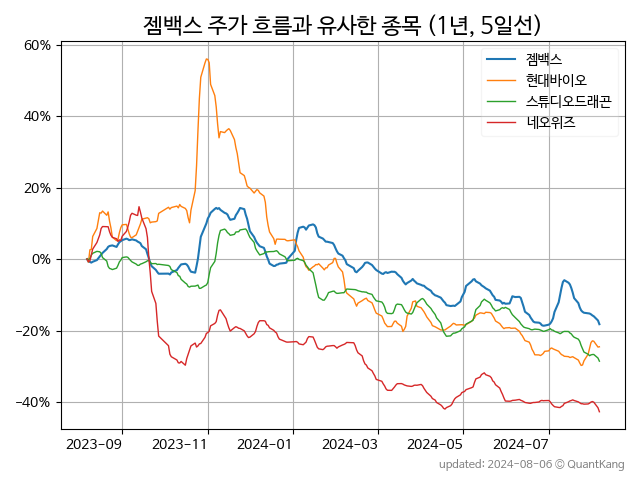 젬백스 주가 흐름과 유사한 종목 (1년, 5일선)
60%
40%
20%
0%
−20%
−40%
젬백스
현대바이오
스튜디오드래곤
네오위즈
2023-09
2023-11
2024-01
2024-03
2024-05
2024-07
updated: 2024-08-06 © QuantKang